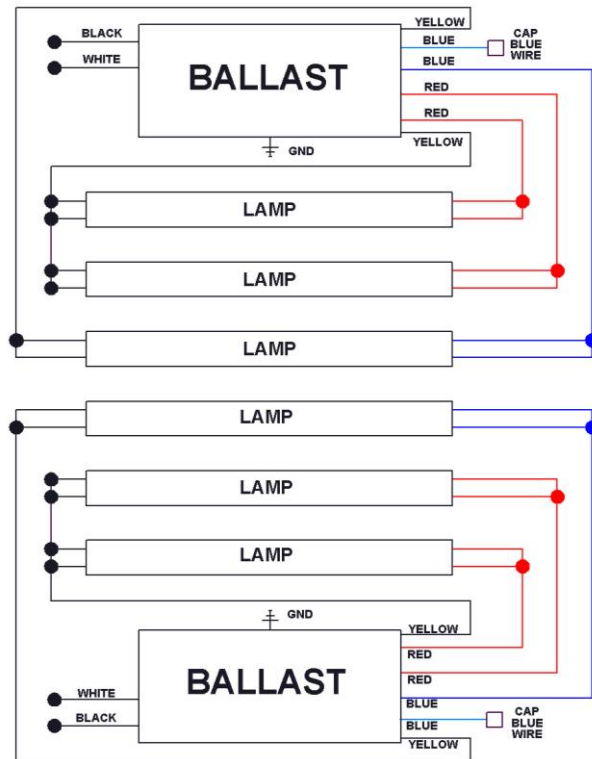 YELLOW
BLACK
BLUE
CAP
BLUE
WIRE
WHITE
BLUE
BALLAST
RED
RED
YELLOW
GND
LAMP
LAMP
LAMP
LAMP
LAMP
LAMP
GND
YELLOW
RED
BALLAST
RED
WHITE
BLUE
CAP
BLUE
WIRE
BLACK
BLUE
YELLOW